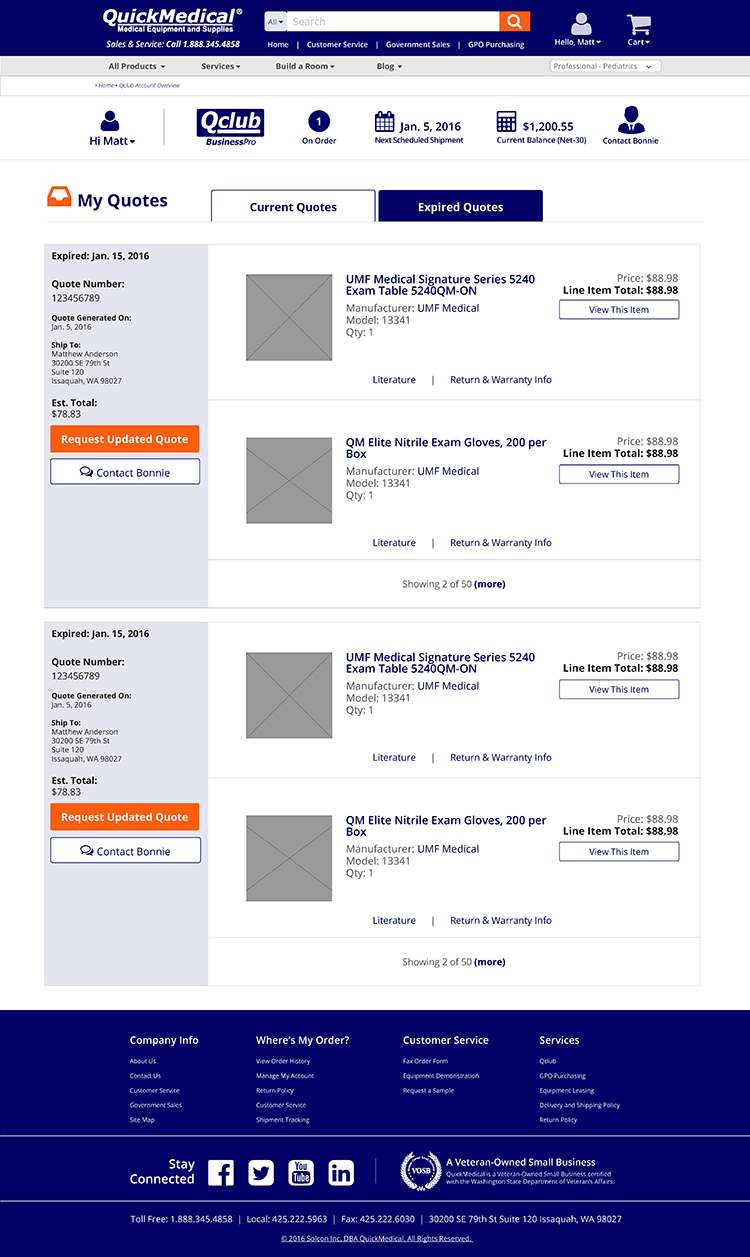 QuickMedical®
Medical Equipment and Supplies
Sales & Service: Call 1.888.345.4858
All Search
Home | Customer Service | Government Sales | GPO Purchasing
Hello, Matt
Cart
All Products Services Build a Room Blog Professional - Pediatrics
• Home • Qclub Account Overview
Hi Matt
Qclub
BusinessPro
1
On Order
Jan. 5, 2016
Next Scheduled Shipment
$1,200.55
Current Balance (Net-30)
Contact Bonnie
My Quotes
Current Quotes
Expired Quotes
Expired: Jan. 15, 2016
Quote Number:
123456789
Quote Generated On:
Jan. 5, 2016
Ship To:
Matthew Anderson
30200 SE 79th St
Suite 120
Issaquah, WA 98027
Est. Total:
$78.83
Request Updated Quote
Contact Bonnie
UMF Medical Signature Series 5240
Exam Table 5240QM-ON
Manufacturer: UMF Medical
Model: 13341
Qty: 1
Price: $88.98
Line Item Total: $88.98
View This Item
Literature | Return & Warranty Info
QM Elite Nitrile Exam Gloves, 200 per
Box
Manufacturer: UMF Medical
Model: 13341
Qty: 1
Price: $88.98
Line Item Total: $88.98
View This Item
Literature | Return & Warranty Info
Showing 2 of 50 (more)
Expired: Jan. 15, 2016
Quote Number:
123456789
Quote Generated On:
Jan. 5, 2016
Ship To:
Matthew Anderson
30200 SE 79th St
Suite 120
Issaquah, WA 98027
Est. Total:
$78.83
Request Updated Quote
Contact Bonnie
UMF Medical Signature Series 5240
Exam Table 5240QM-ON
Manufacturer: UMF Medical
Model: 13341
Qty: 1
Price: $88.98
Line Item Total: $88.98
View This Item
Literature | Return & Warranty Info
QM Elite Nitrile Exam Gloves, 200 per
Box
Manufacturer: UMF Medical
Model: 13341
Qty: 1
Price: $88.98
Line Item Total: $88.98
View This Item
Literature | Return & Warranty Info
Showing 2 of 50 (more)
Company Info
About Us
Contact Us
Customer Service
Government Sales
Site Map
Where's My Order?
View Order History
Manage My Account
Return Policy
Customer Service
Shipment Tracking
Customer Service
Fax Order Form
Equipment Demonstration
Request a Sample
Services
Qclub
GPO Purchasing
Equipment Leasing
Delivery and Shipping Policy
Return Policy
Stay
Connected
You
Tube
VOSB
A Veteran-Owned Small Business
QuickMedical is a Veteran-Owned Small Business certified
with the Washington State Department of Veteran's Affairs.
Toll Free: 1.888.345.4858 | Local: 425.222.5963 | Fax: 425.222.6030 | 30200 SE 79th St Suite 120 Issaquah, WA 98027
© 2016 Solcon Inc. DBA QuickMedical. All Rights Reserved.